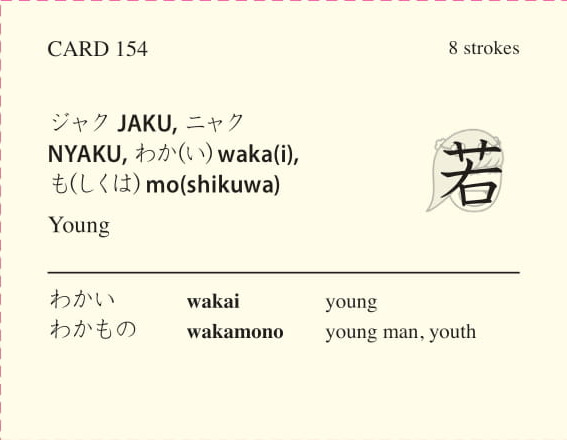 CARD 154
8 strokes
ジャク JAKU, ニャク
NYAKU, わか(い) waka(i),
も(しくは) mo(shikuwa)
若
Young
わかい wakai young
わかもの wakamono young man, youth